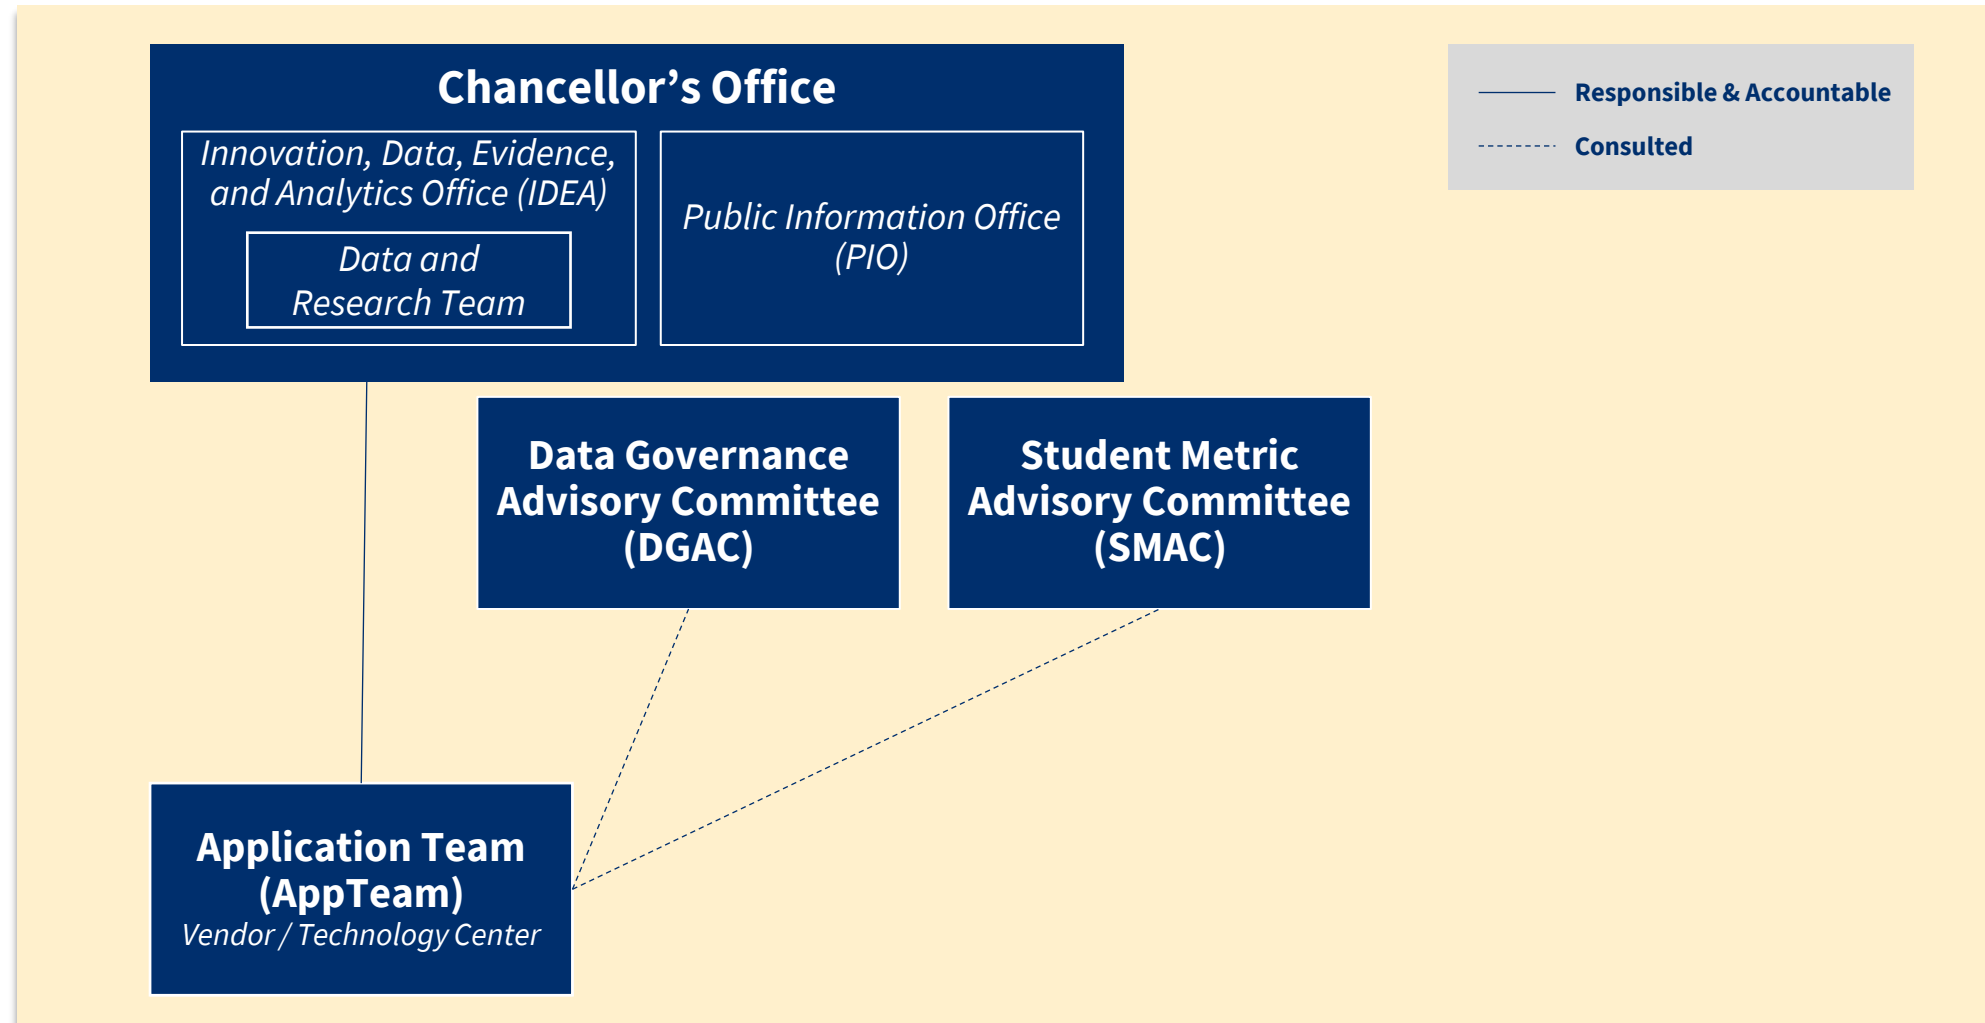 Chancellor’s Office
Innovation, Data, Evidence,
and Analytics Office (IDEA)
Data and
Research Team
Public Information Office
(PIO)
Responsible & Accountable
Consulted
Data Governance
Advisory Committee
(DGAC)
Student Metric
Advisory Committee
(SMAC)
Application Team
(AppTeam)
Vendor / Technology Center